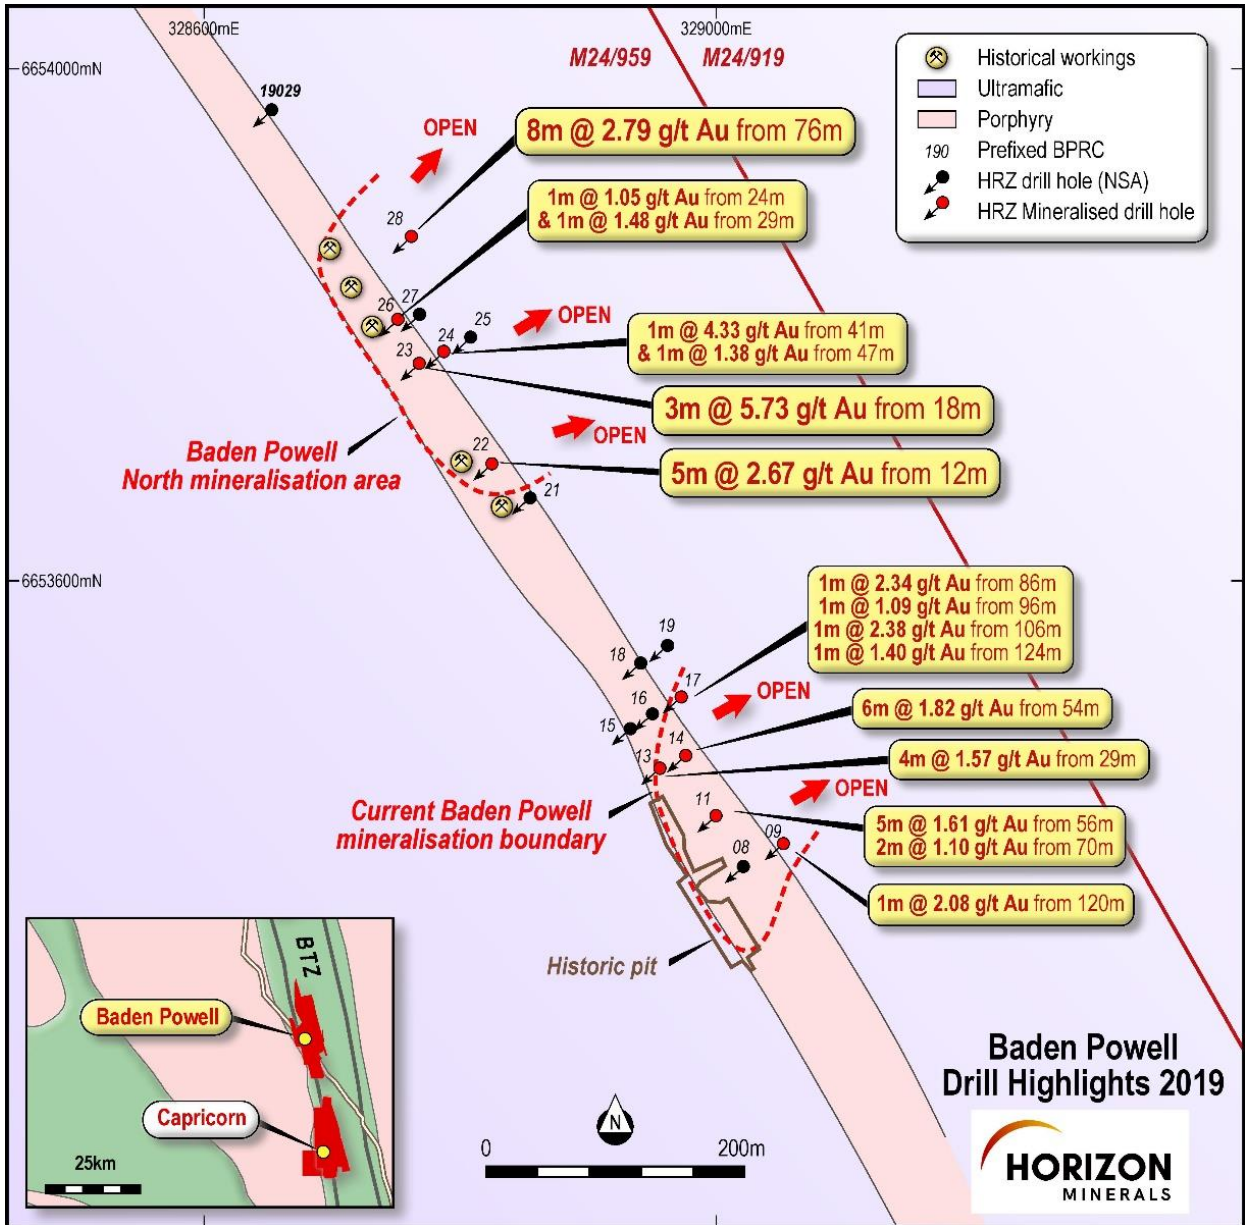 328600mE
329000mE
6654000mN
M24/959
M24/919
Historical workings
Ultramafic
Porphyry
190 Prefixed BPRC
HRZ drill hole (NSA)
HRZ Mineralised drill hole
19029
OPEN
8m @ 2.79 g/t Au from 76m
1m @ 1.05 g/t Au from 24m
& 1m @ 1.48 g/t Au from 29m
28
26
27
25
24
23
OPEN
1m @ 4.33 g/t Au from 41m
& 1m @ 1.38 g/t Au from 47m
3m @ 5.73 g/t Au from 18m
OPEN
Baden Powell
North mineralisation area
22
5m @ 2.67 g/t Au from 12m
21
6653600mN
1m @ 2.34 g/t Au from 86m
1m @ 1.09 g/t Au from 96m
1m @ 2.38 g/t Au from 106m
1m @ 1.40 g/t Au from 124m
19
18
17
16
15
14
13
OPEN
6m @ 1.82 g/t Au from 54m
4m @ 1.57 g/t Au from 29m
OPEN
Current Baden Powell
mineralisation boundary
11
09
08
5m @ 1.61 g/t Au from 56m
2m @ 1.10 g/t Au from 70m
1m @ 2.08 g/t Au from 120m
Historic pit
BTZ
Baden Powell
Capricorn
25km
N
0
200m
Baden Powell
Drill Highlights 2019
HORIZON
MINERALS